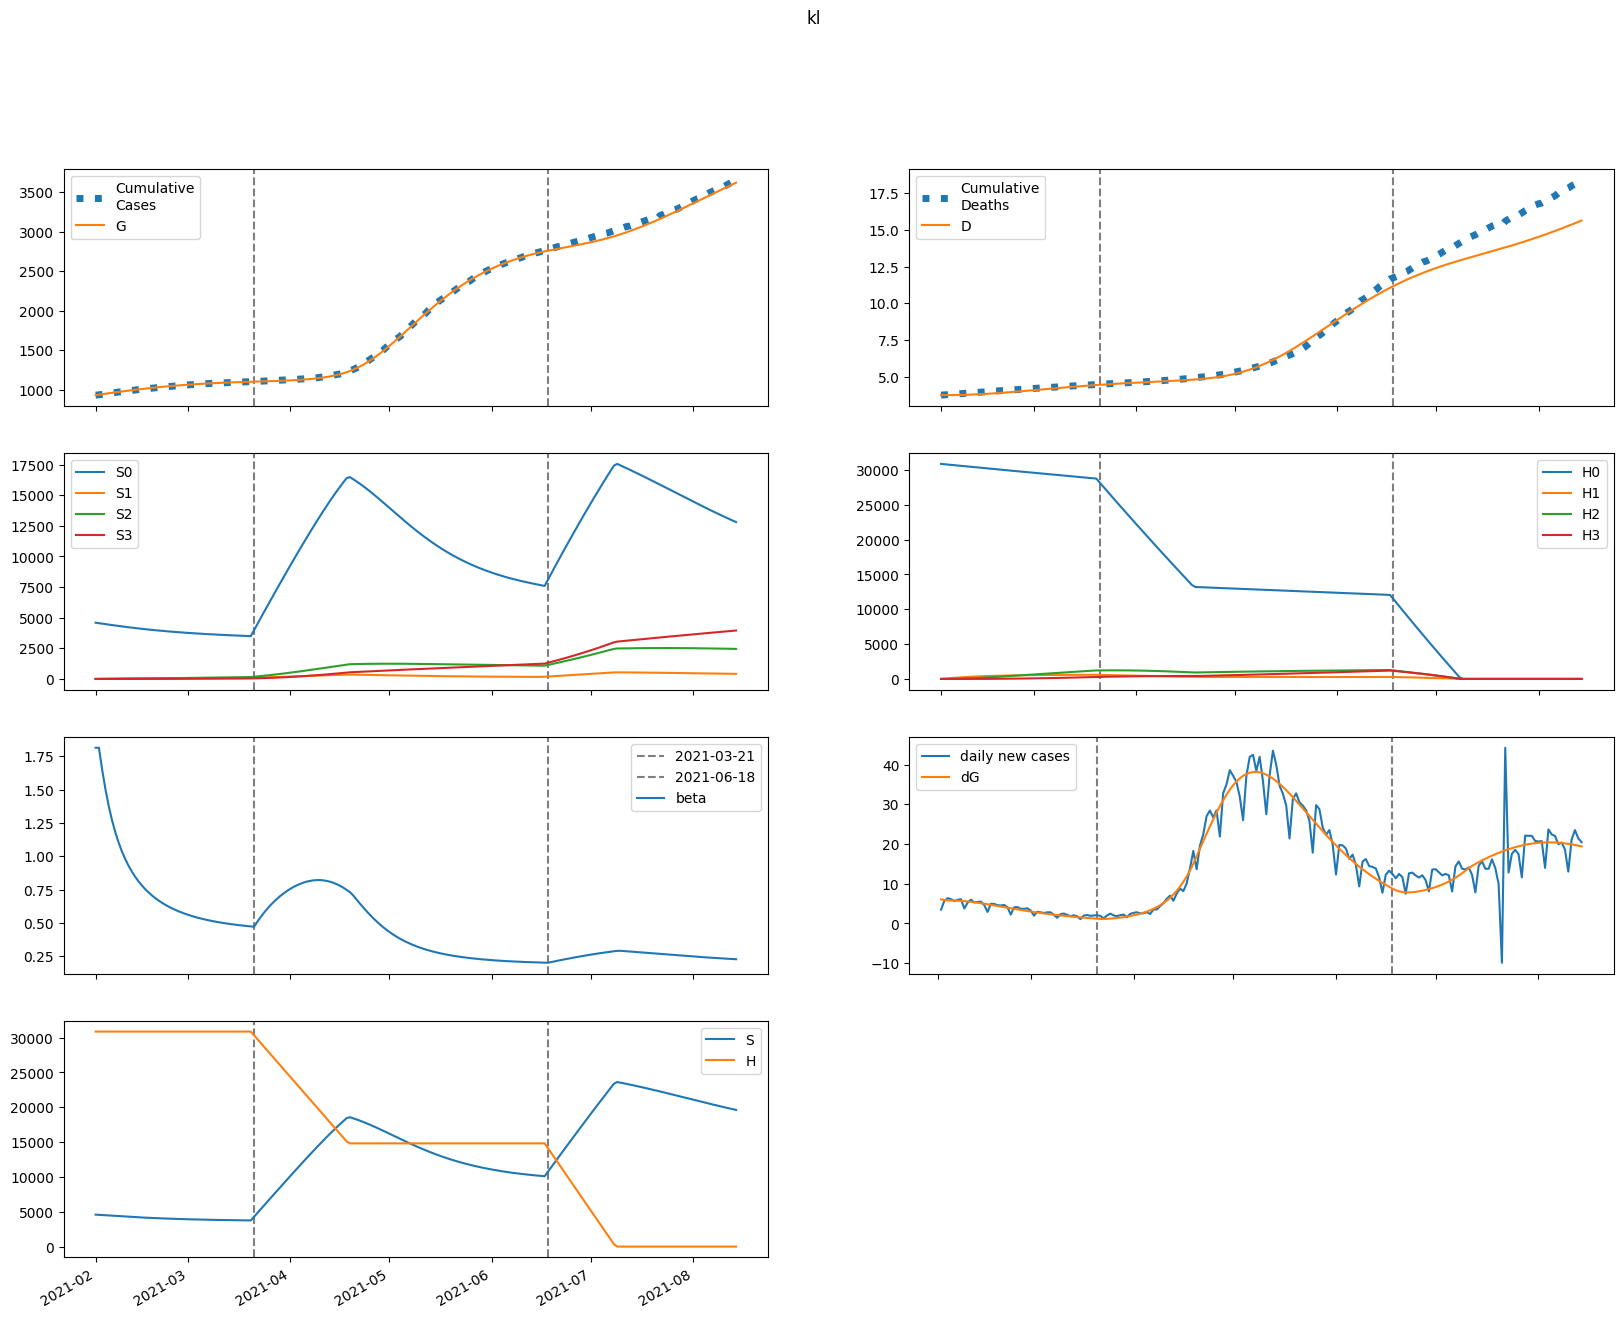 kl
3500
3000
2500
2000
1500
1000
Cumulative
Cases
G
17.5
15.0
12.5
10.0
7.5
5.0
Cumulative
Deaths
D
17500
15000
12500
10000
7500
5000
2500
0
S0
S1
S2
S3
30000
25000
20000
15000
10000
5000
0
H0
H1
H2
H3
1.75
1.50
1.25
1.00
0.75
0.50
0.25
2021-03-21
2021-06-18
beta
40
30
20
10
0
−10
daily new cases
dG
30000
25000
20000
15000
10000
5000
0
S
H
2021-02
2021-03
2021-04
2021-05
2021-06
2021-07
2021-08